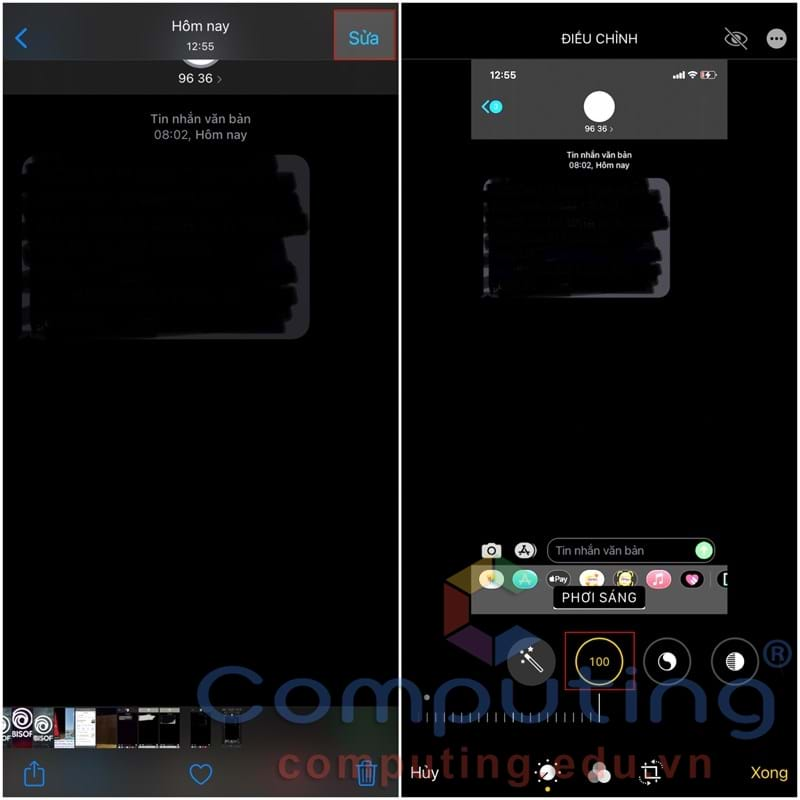 Hôm nay
12:55
Sửa
96 36 >
Tin nhắn văn bản
08:02, Hôm nay
BISOF
ĐIỀU CHỈNH
12:55
3
96 36 >
Tin nhắn văn bản
08:02, Hôm nay
Tin nhắn văn bản
Pay
PHƠI SÁNG
100
Computing®
computing.edu.vn
Hủy
Xong